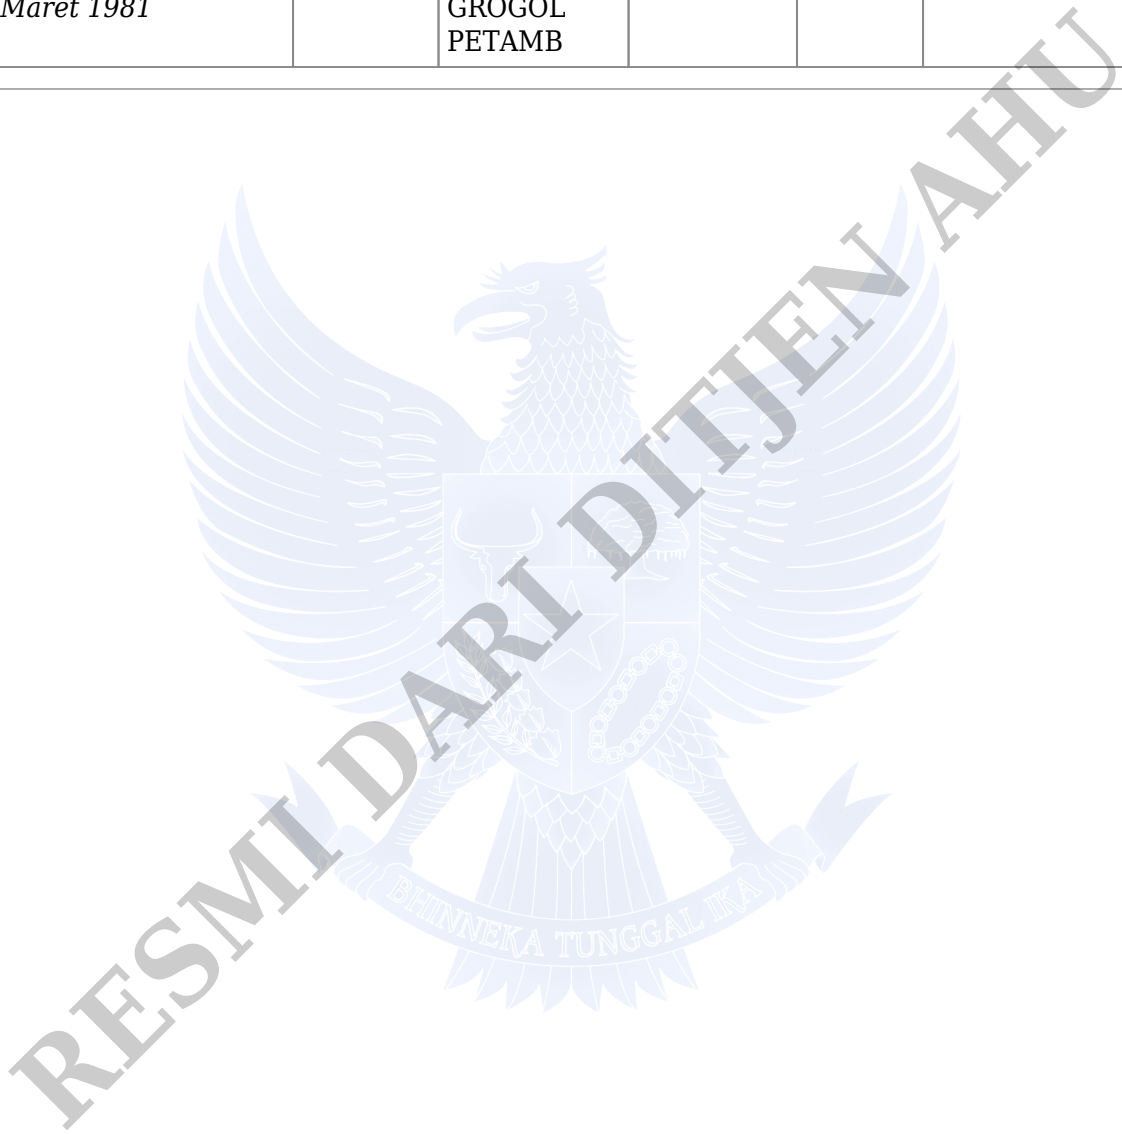 Maret 1981
GROGOL
PETAMB
RESMI DARI DITJEN AHU
BHINNEKA TUNGGAL IKA